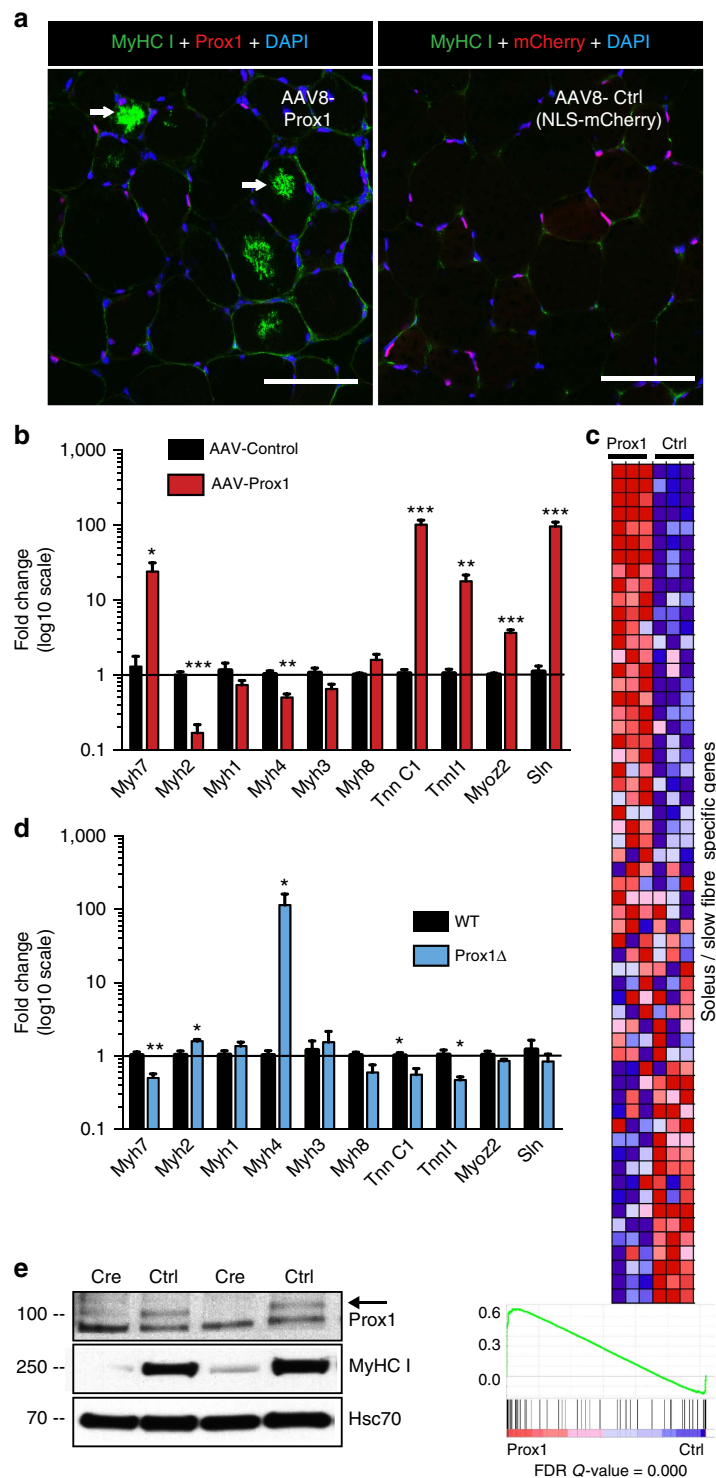 a
MyHC I + Prox1 + DAPI
MyHC I + mCherry + DAPI
AAV8-
Prox1
AAV8- Ctrl
(NLS-mCherry)
b
1,000
100
10
1
0.1
Fold change
(log10 scale)
AAV-Control
AAV-Prox1
*
***
**
***
**
***
***
Myh7
Myh2
Myh1
Myh4
Myh3
Myh8
Tnn C1
TnnI1
Myoz2
Sln
c
Prox1 Ctrl
Soleus / slow fibre specific genes
d
1,000
100
10
1
0.1
Fold change
(log10 scale)
WT
Prox1Δ
**
*
*
*
*
Myh7
Myh2
Myh1
Myh4
Myh3
Myh8
Tnn C1
TnnI1
Myoz2
Sln
e
Cre Ctrl Cre Ctrl
100 --
Prox1
250 --
MyHC I
70 --
Hsc70
0.6
0.3
0.0
Prox1 Ctrl
FDR Q-value = 0.000